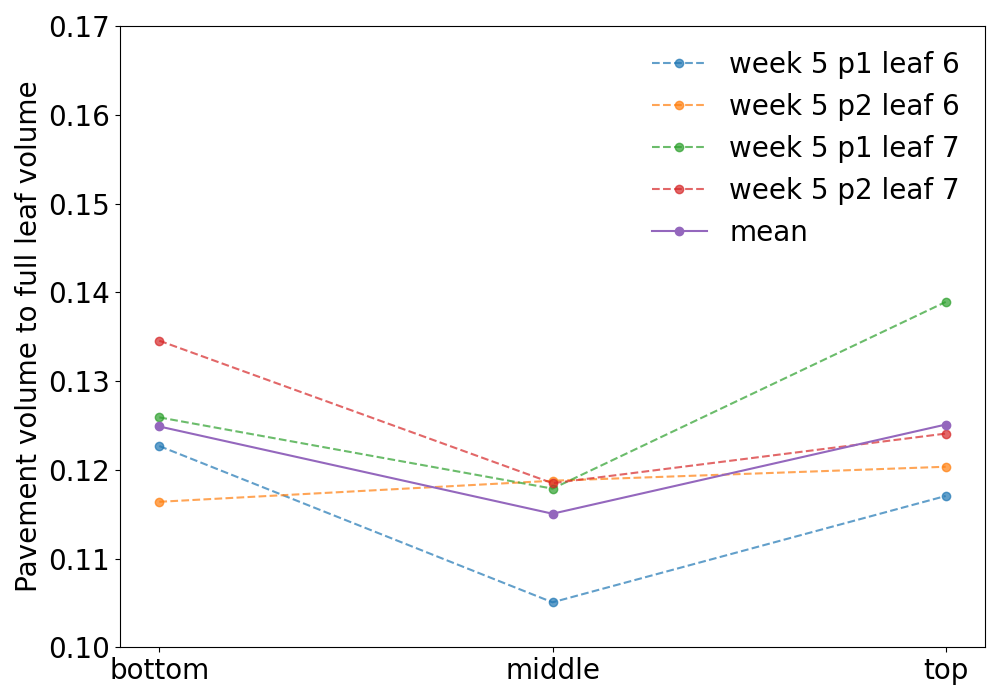 Pavement volume to full leaf volume
0.17
0.16
0.15
0.14
0.13
0.12
0.11
0.10
bottom
middle
top
week 5 p1 leaf 6
week 5 p2 leaf 6
week 5 p1 leaf 7
week 5 p2 leaf 7
mean